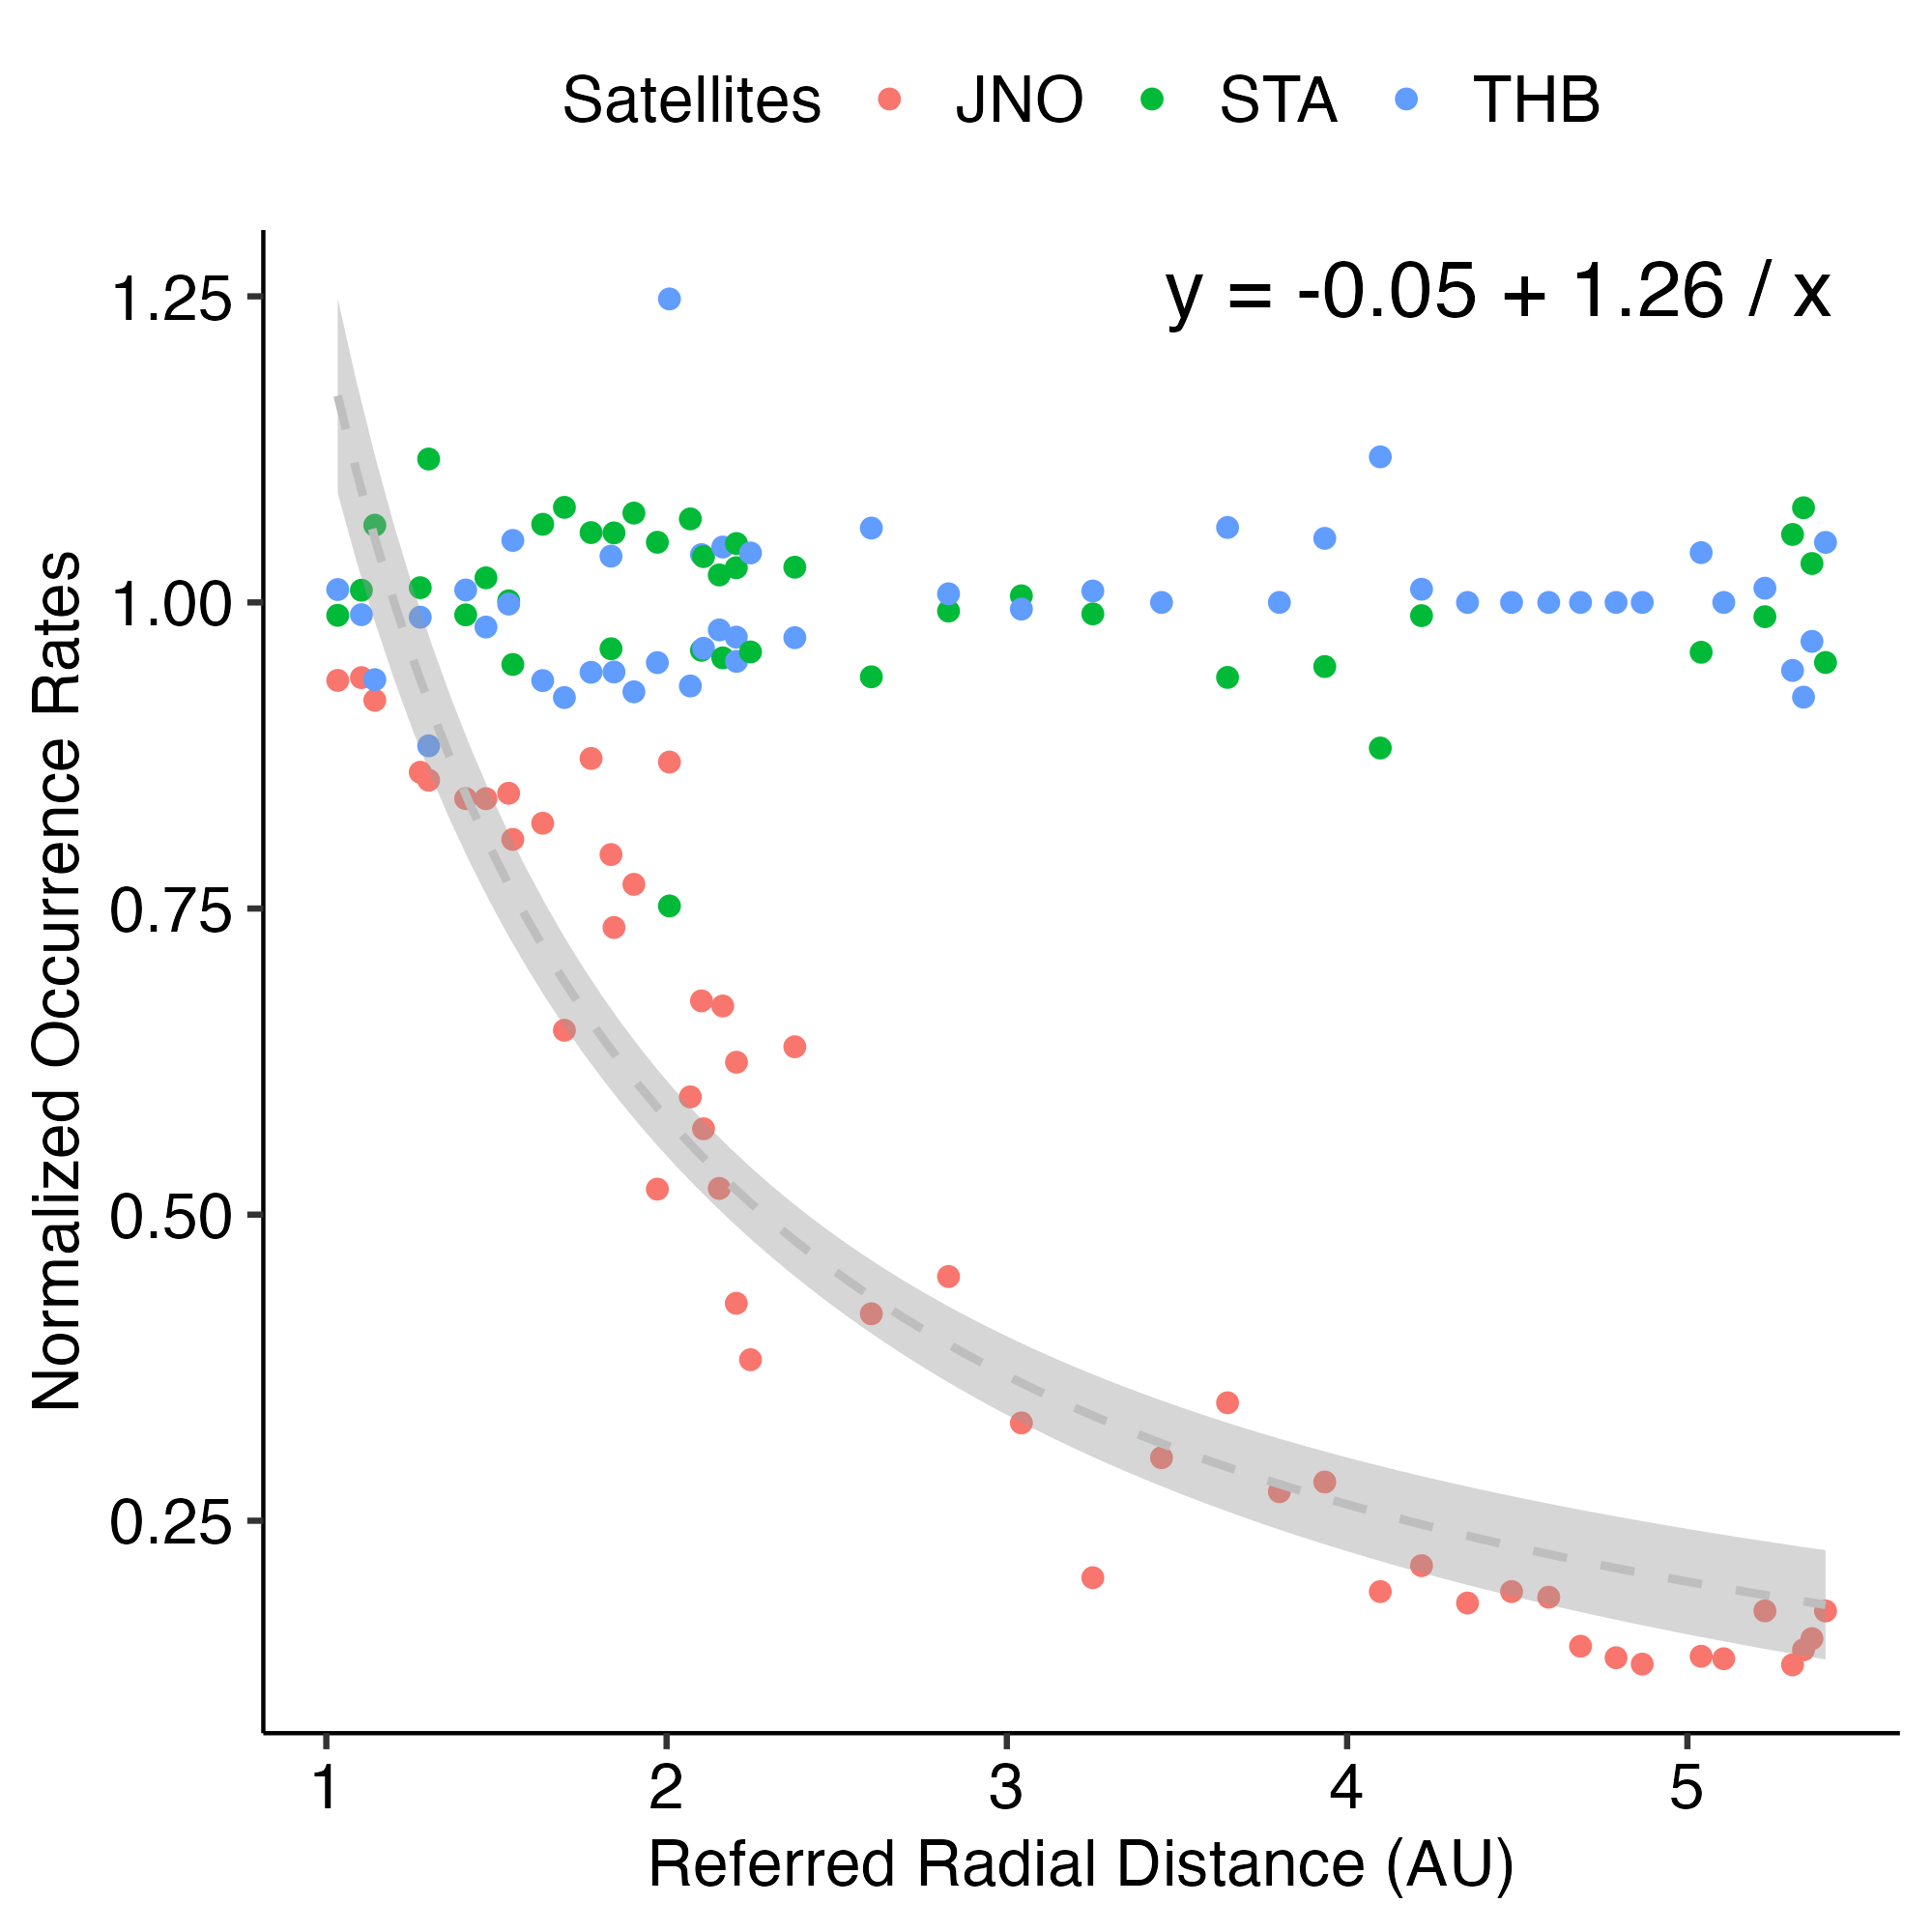 Satellites JNO STA THB
y = -0.05 + 1.26 / x
1.25
1.00
0.75
0.50
0.25
Normalized Occurrence Rates
1 2 3 4 5
Referred Radial Distance (AU)